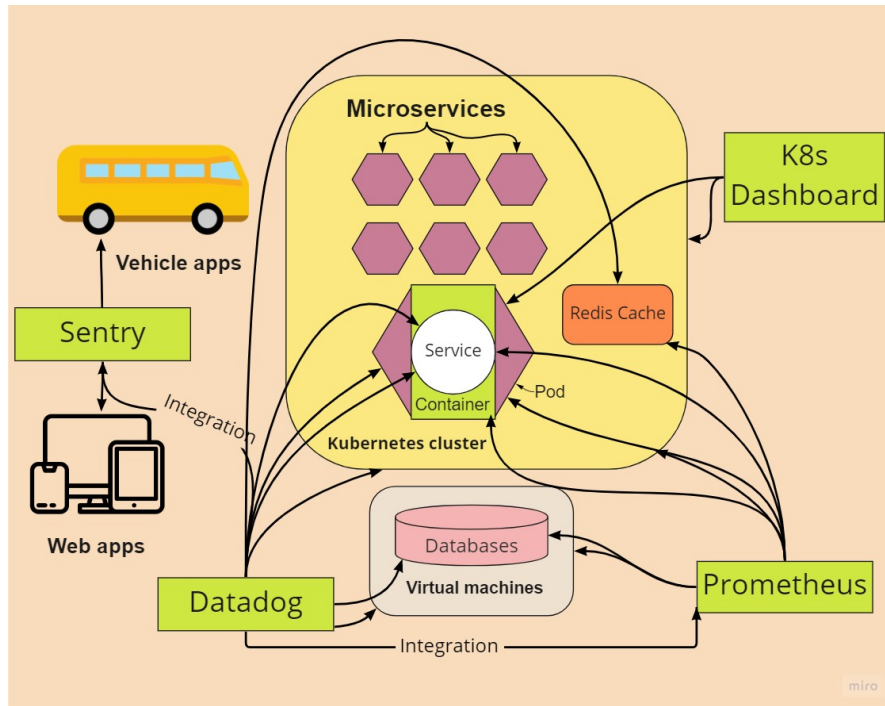 Microservices
K8s
Dashboard
Vehicle apps
Sentry
Redis Cache
Service
Pod
Container
Integration
Kubernetes cluster
Web apps
Databases
Virtual machines
Datadog
Prometheus
Integration
miro